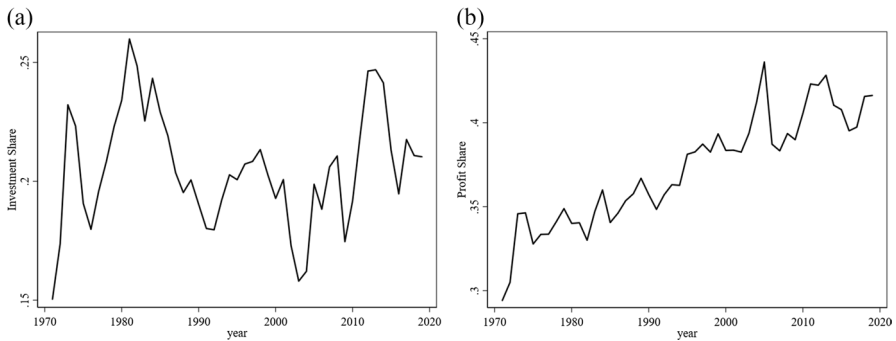 (a)
Investment Share
.25
.2
.15
1970 1980 1990 2000 2010 2020
year
(b)
Profit Share
.45
.4
.35
.3
1970 1980 1990 2000 2010 2020
year